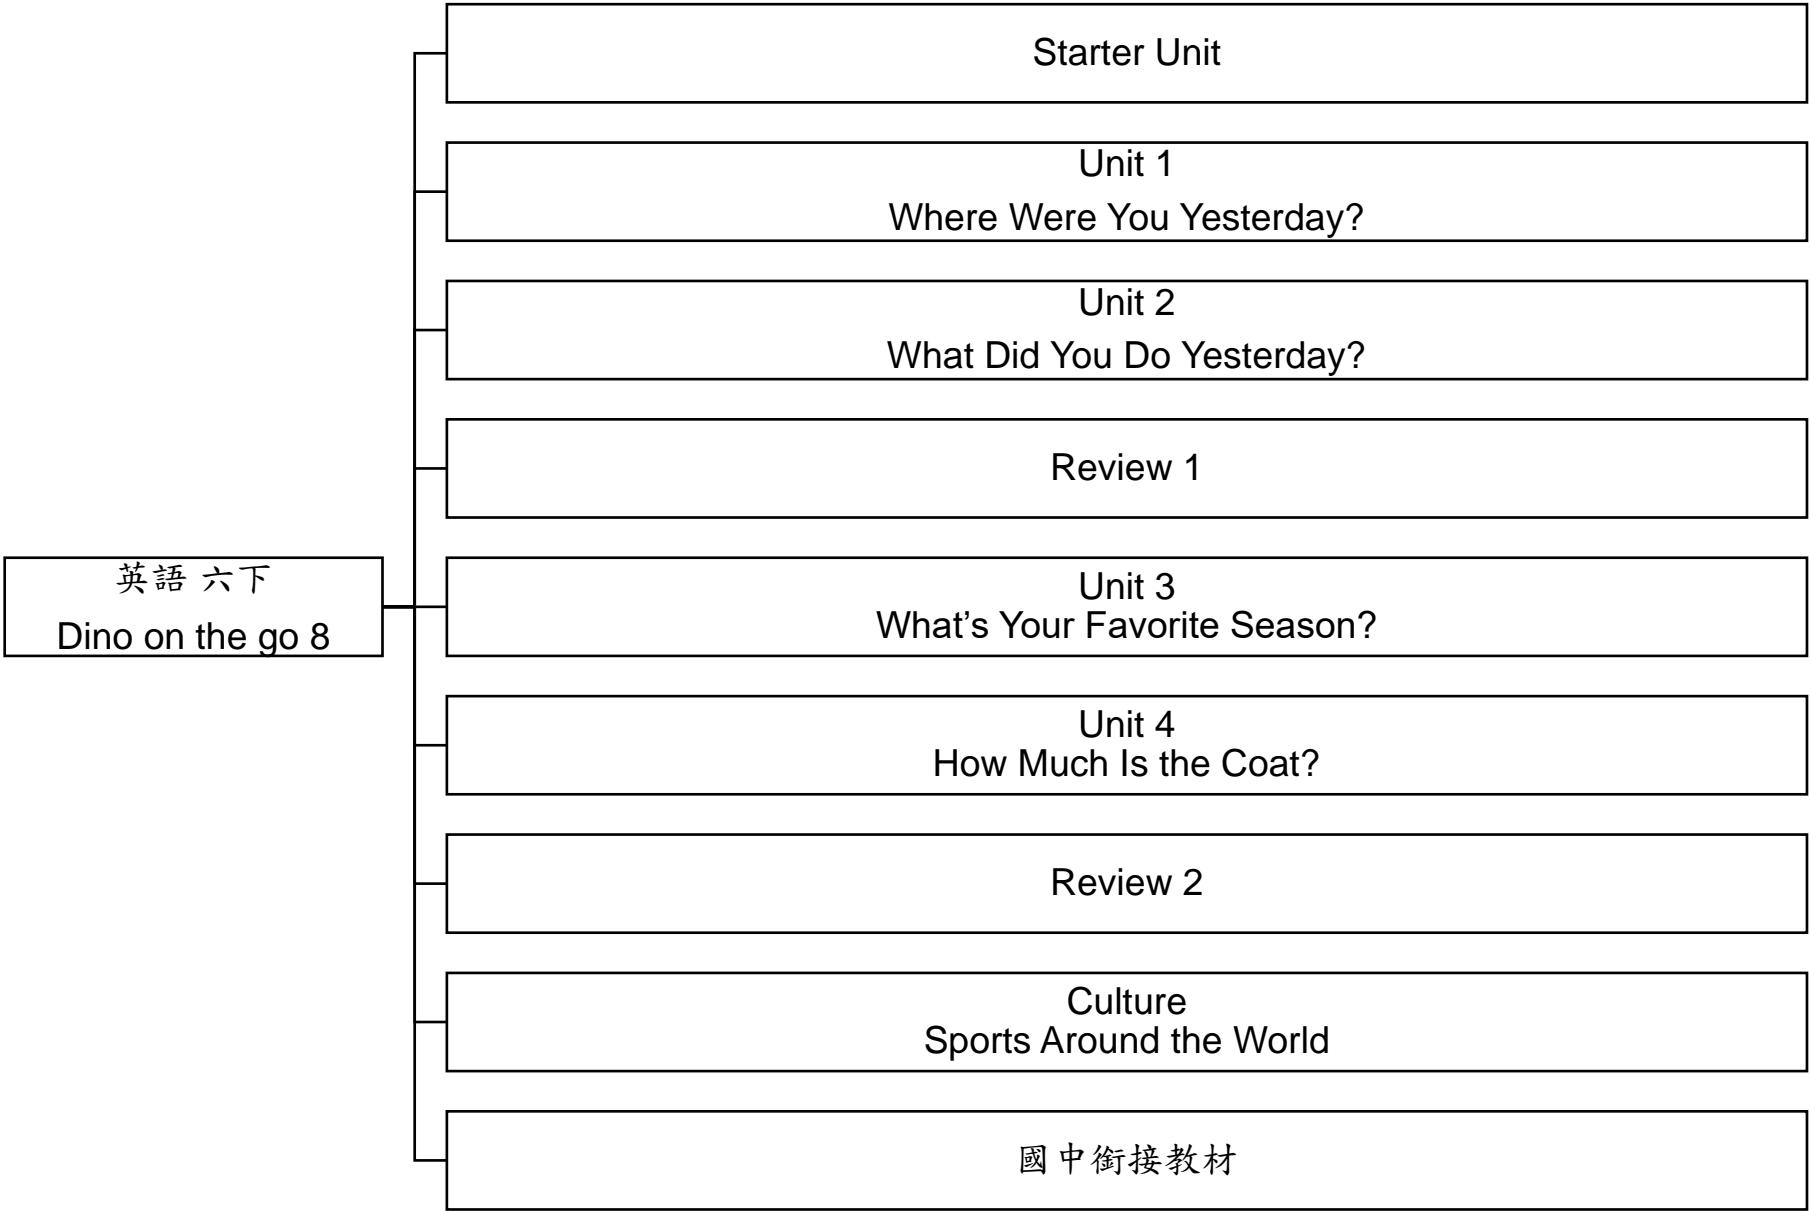 英語 六下
Dino on the go 8
Starter Unit
Unit 1
Where Were You Yesterday?
Unit 2
What Did You Do Yesterday?
Review 1
Unit 3
What’s Your Favorite Season?
Unit 4
How Much Is the Coat?
Review 2
Culture
Sports Around the World
國中銜接教材